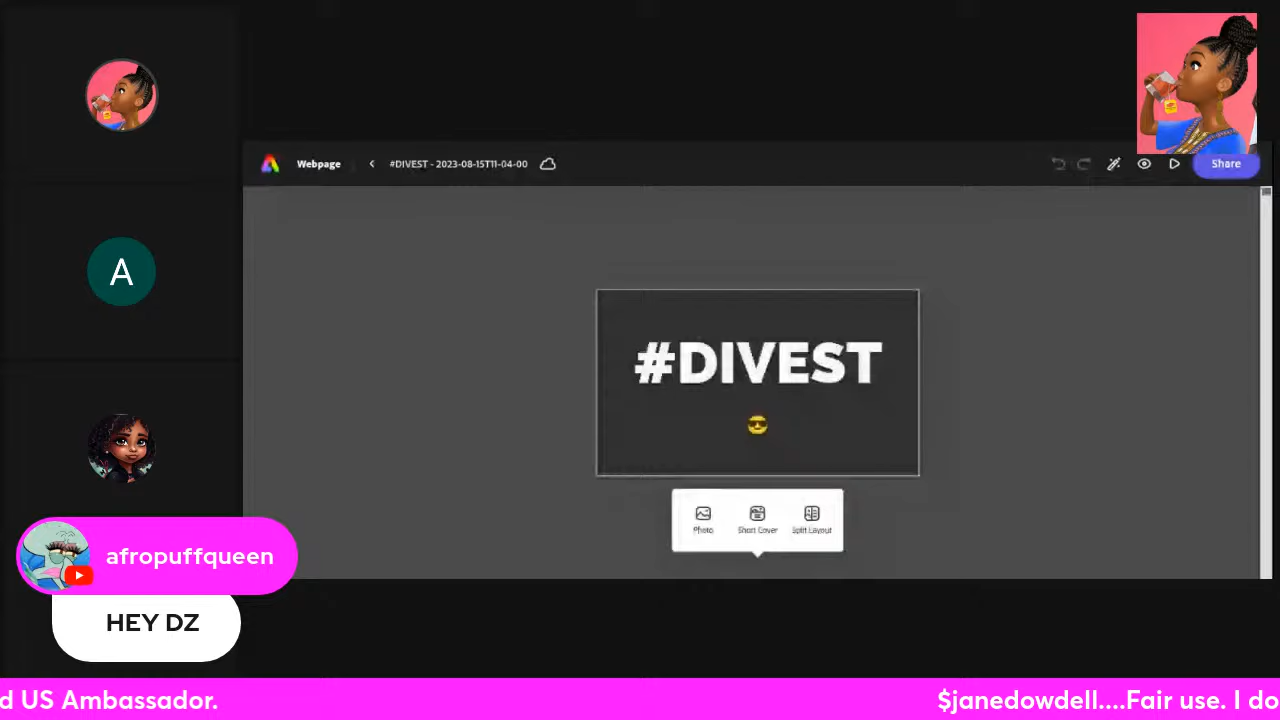 Webpage
#DIVEST - 2023-08-15T11-04-00
Share
A
#DIVEST
Photo
Short Cover
Split Layout
afropuffqueen
HEY DZ
d US Ambassador.
$janedowdell....Fair use. I do